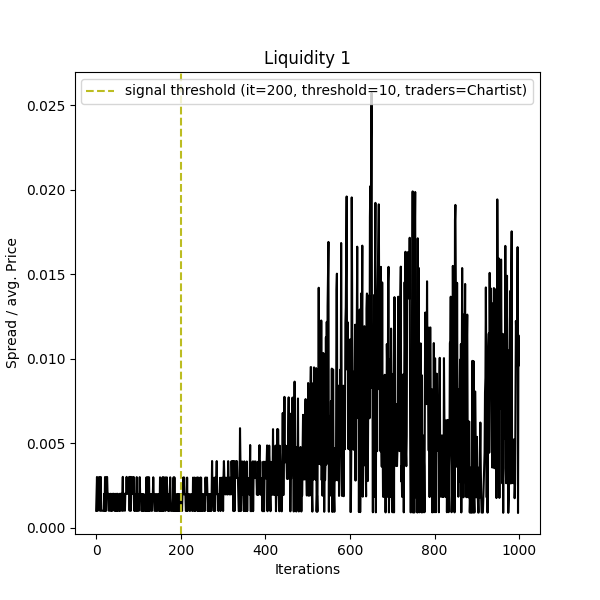 Liquidity 1
signal threshold (it=200, threshold=10, traders=Chartist)
0.025
0.020
0.015
0.010
0.005
0.000
Spread / avg. Price
0 200 400 600 800 1000
Iterations